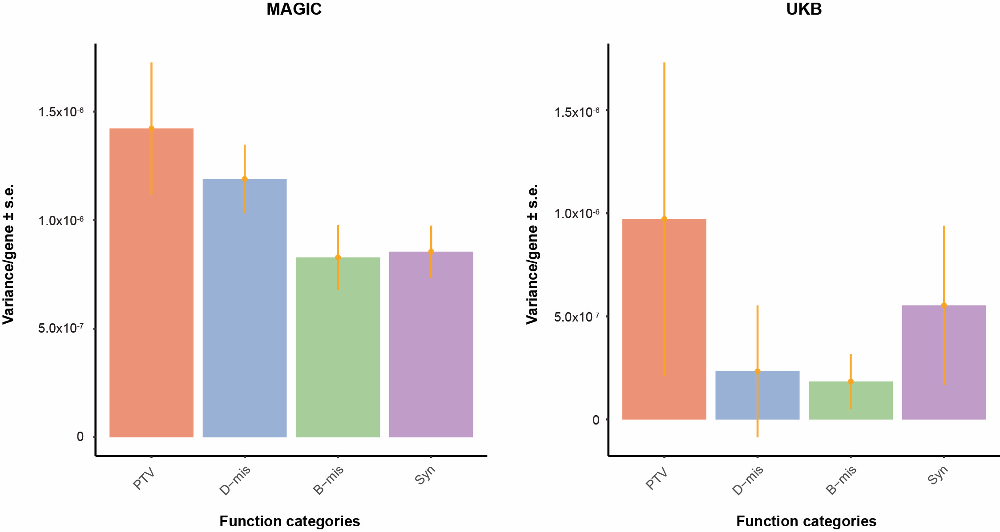 MAGIC
Variance/gene ± s.e.
1.5x10⁻⁶
1.0x10⁻⁶
5.0x10⁻⁷
0
PTV
D−mis
B−mis
Syn
Function categories
UKB
Variance/gene ± s.e.
1.5x10⁻⁶
1.0x10⁻⁶
5.0x10⁻⁷
0
PTV
D−mis
B−mis
Syn
Function categories